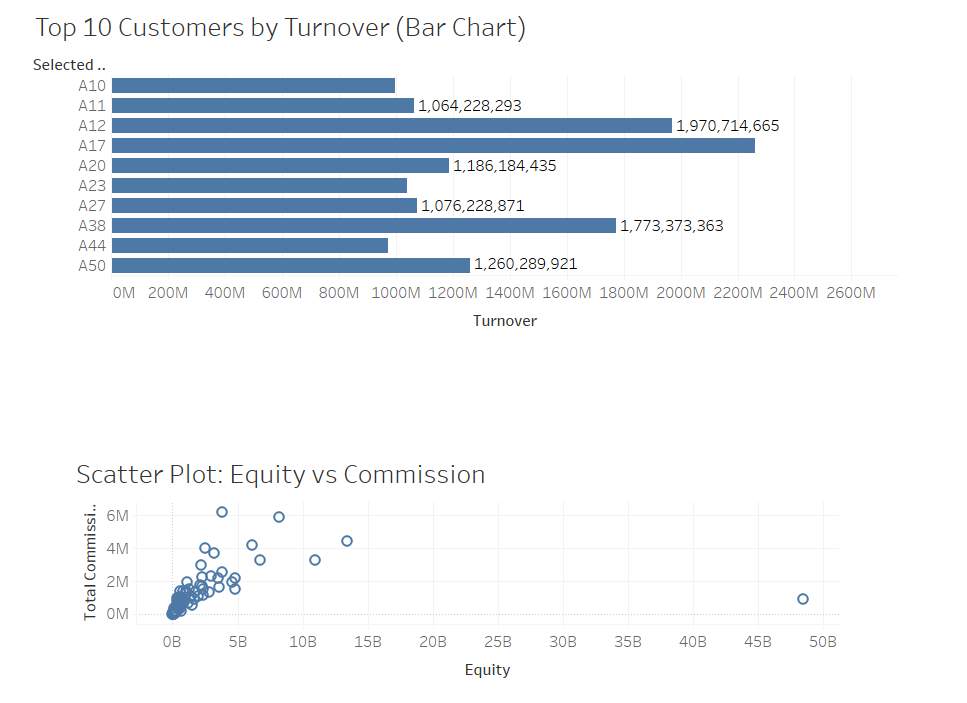 Top 10 Customers by Turnover (Bar Chart)
Selected ..
A10
A11 1,064,228,293
A12 1,970,714,665
A17
A20 1,186,184,435
A23
A27 1,076,228,871
A38 1,773,373,363
A44
A50 1,260,289,921
0M 200M 400M 600M 800M 1000M 1200M 1400M 1600M 1800M 2000M 2200M 2400M 2600M
Turnover
Scatter Plot: Equity vs Commission
Total Commissi..
6M
4M
2M
0M
0B 5B 10B 15B 20B 25B 30B 35B 40B 45B 50B
Equity